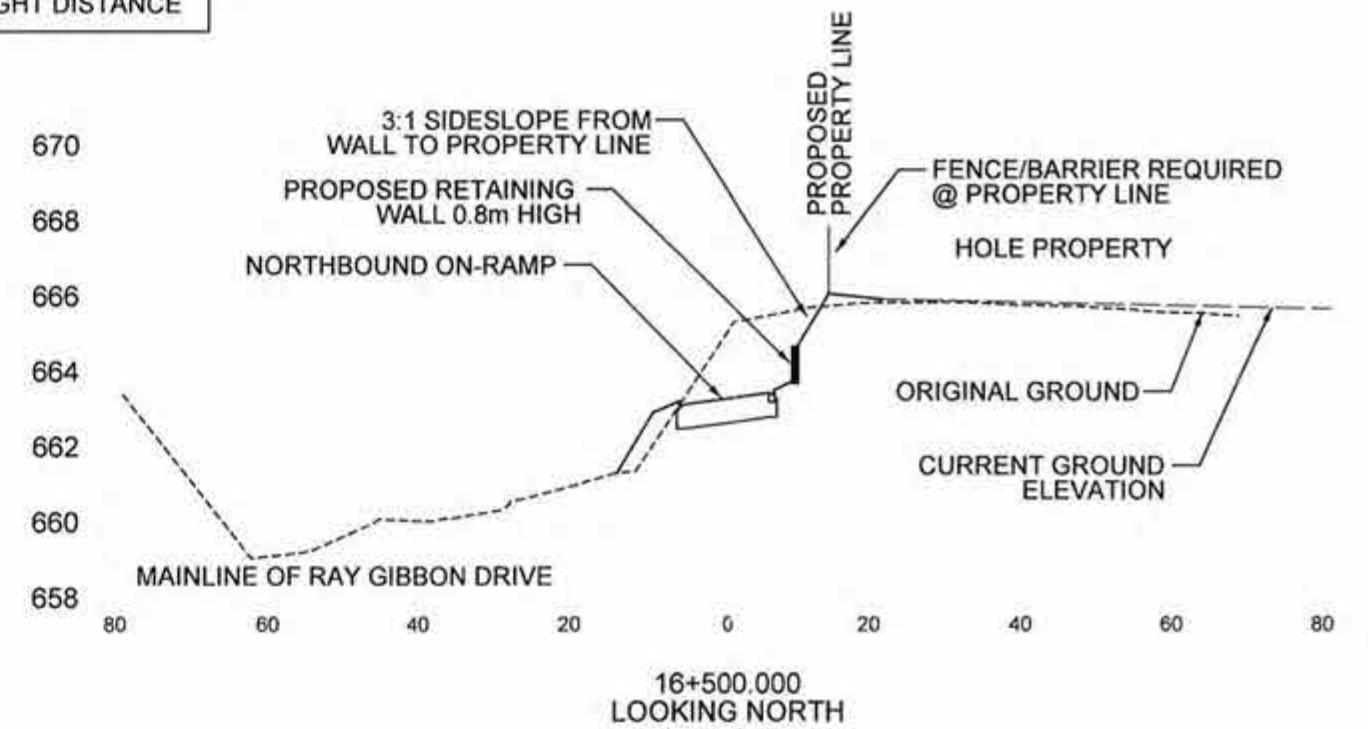 GHT DISTANCE
PROPOSED
PROPERTY LINE
3:1 SIDESLOPE FROM
WALL TO PROPERTY LINE
PROPOSED RETAINING
WALL 0.8m HIGH
NORTHBOUND ON-RAMP
FENCE/BARRIER REQUIRED
@ PROPERTY LINE
HOLE PROPERTY
ORIGINAL GROUND
CURRENT GROUND
ELEVATION
670
668
666
664
662
660
658
MAINLINE OF RAY GIBBON DRIVE
80 60 40 20 0 20 40 60 80
16+500.000
LOOKING NORTH